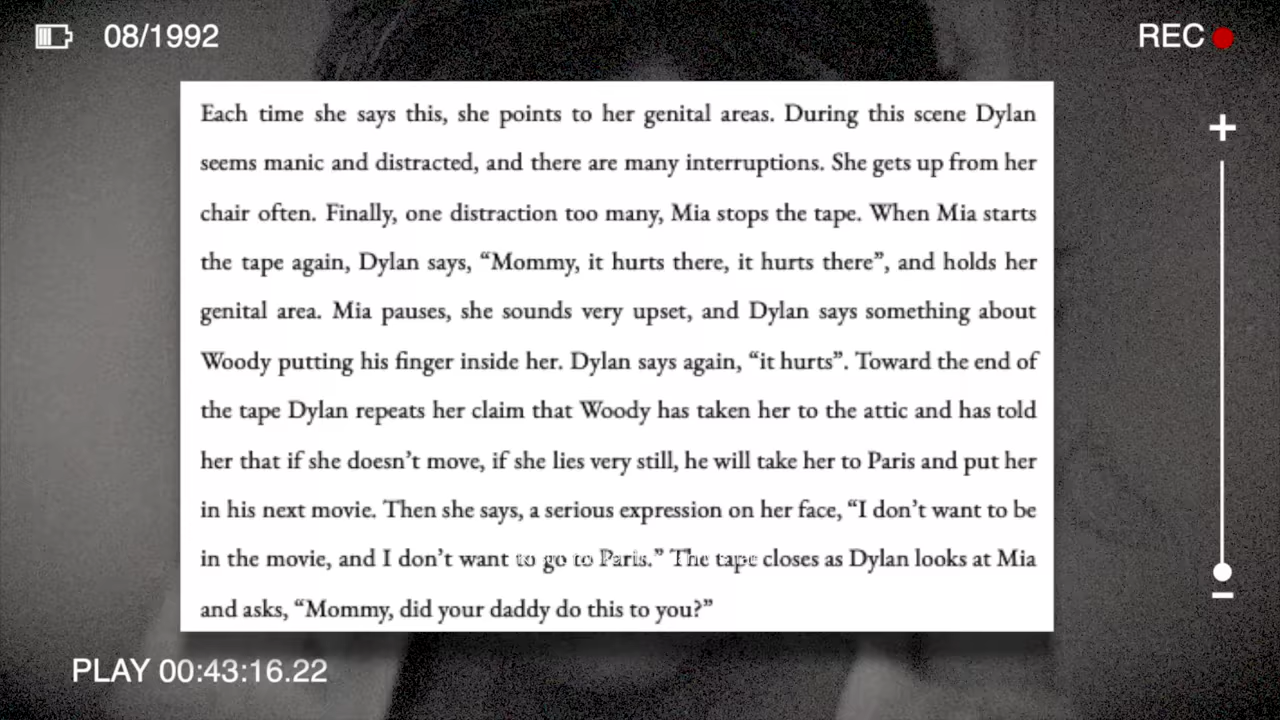 08/1992
REC
Each time she says this, she points to her genital areas. During this scene Dylan
seems manic and distracted, and there are many interruptions. She gets up from her
chair often. Finally, one distraction too many, Mia stops the tape. When Mia starts
the tape again, Dylan says, “Mommy, it hurts there, it hurts there”, and holds her
genital area. Mia pauses, she sounds very upset, and Dylan says something about
Woody putting his finger inside her. Dylan says again, “it hurts”. Toward the end of
the tape Dylan repeats her claim that Woody has taken her to the attic and has told
her that if she doesn’t move, if she lies very still, he will take her to Paris and put her
in his next movie. Then she says, a serious expression on her face, “I don’t want to be
in the movie, and I don’t want to go to Paris.” The tape closes as Dylan looks at Mia
and asks, “Mommy, did your daddy do this to you?”
PLAY 00:43:16.22